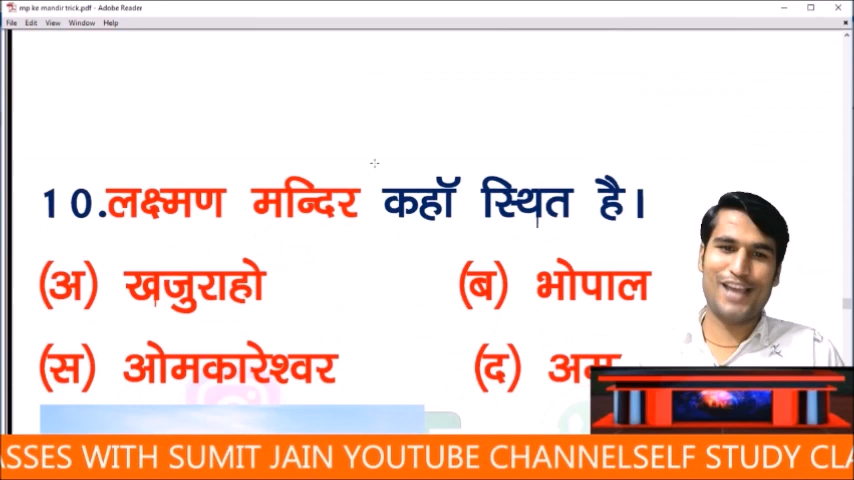 mp ke mandir trick.pdf - Adobe Reader
File Edit View Window Help
10.लक्ष्मण मन्दिर कहॉ स्थित है।
(अ) खजुराहो
(ब) भोपाल
(स) ओमकारेश्वर
(द)
ASSES WITH SUMIT JAIN YOUTUBE CHANNELSELF STUDY CLA